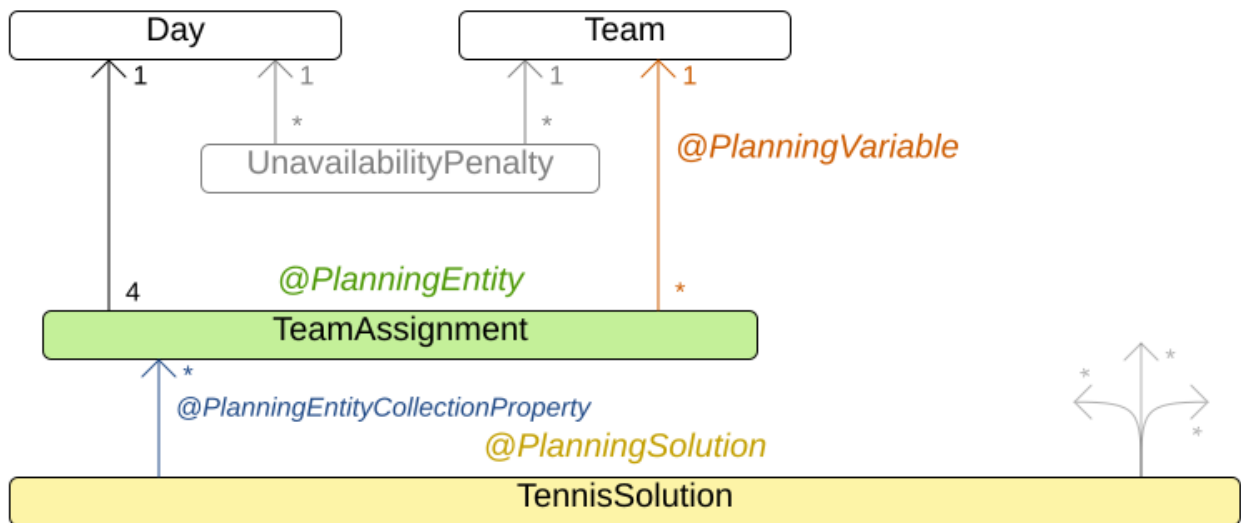 Day
Team
1
1
1
1
*
*
@PlanningVariable
UnavailabilityPenalty
@PlanningEntity
4
*
TeamAssignment
*
*
*
@PlanningEntityCollectionProperty
*
@PlanningSolution
TennisSolution